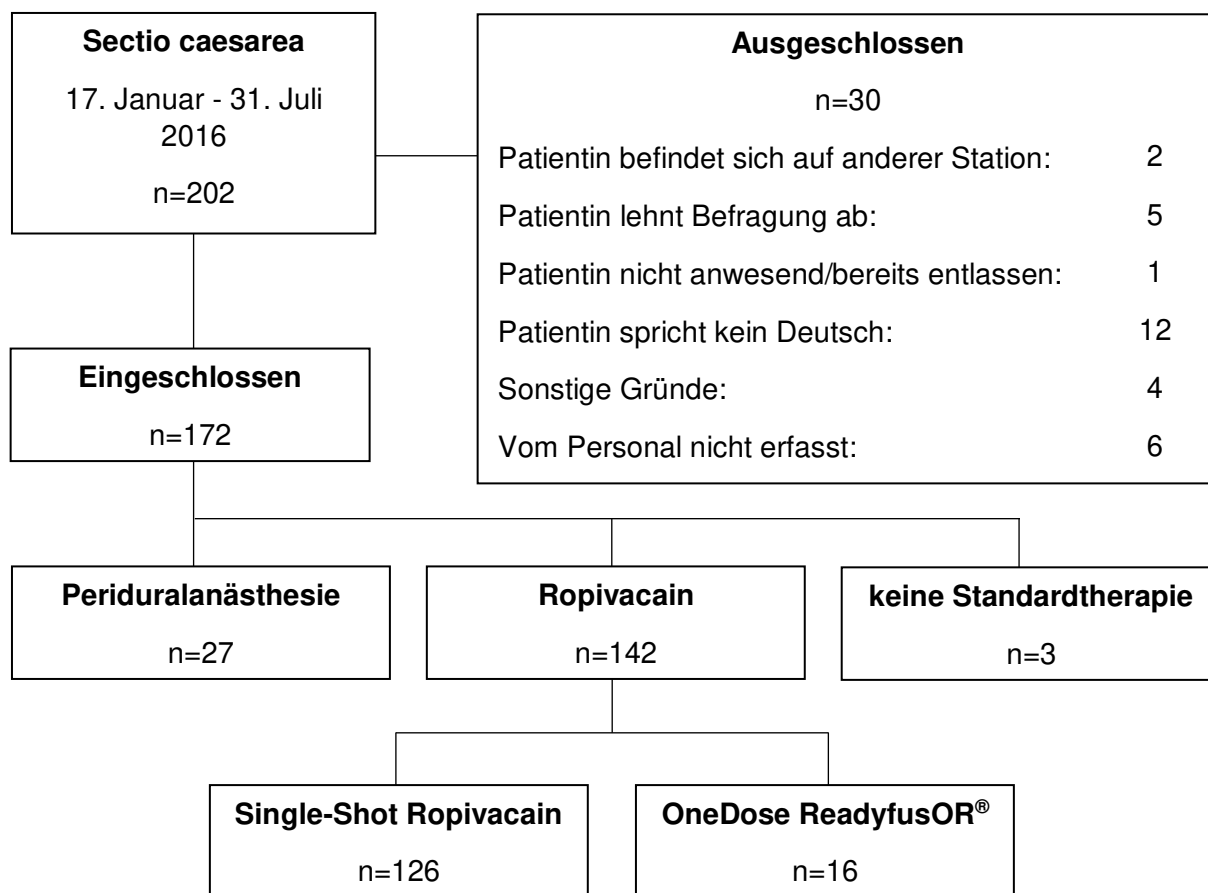 Sectio caesarea
17. Januar - 31. Juli
2016
n=202
Ausgeschlossen
n=30
Patientin befindet sich auf anderer Station: 2
Patientin lehnt Befragung ab: 5
Patientin nicht anwesend/bereits entlassen: 1
Patientin spricht kein Deutsch: 12
Sonstige Gründe: 4
Vom Personal nicht erfasst: 6
Eingeschlossen
n=172
Periduralanästhesie
n=27
Ropivacain
n=142
keine Standardtherapie
n=3
Single-Shot Ropivacain
n=126
OneDose ReadyfusOR®
n=16